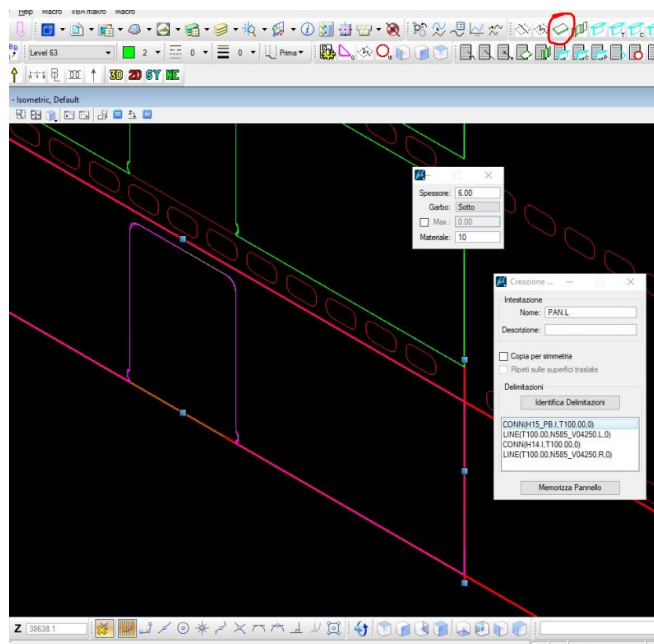 Help Macro VBA makro Macro
Level 63 2 0 0 Prima
3D 2D SY NE
- Isometric, Default
Spessore: 6.00
Garbo: Sotto
Max.: 0.00
Materiale: 10
Creazione ...
Intestazione
Nome: PAN.L
Descrizione:
Copia per simmetria
Ripeti sulle superfici traslate
Delimitazioni
Identifica Delimitazioni
CONN(H15_PB.I,T100.00,0)
LINE(T100.00,N585_V04250.L,0)
CONN(H14.I,T100.00,0)
LINE(T100.00,N585_V04250.R,0)
Memorizza Pannello
Z 38638.1